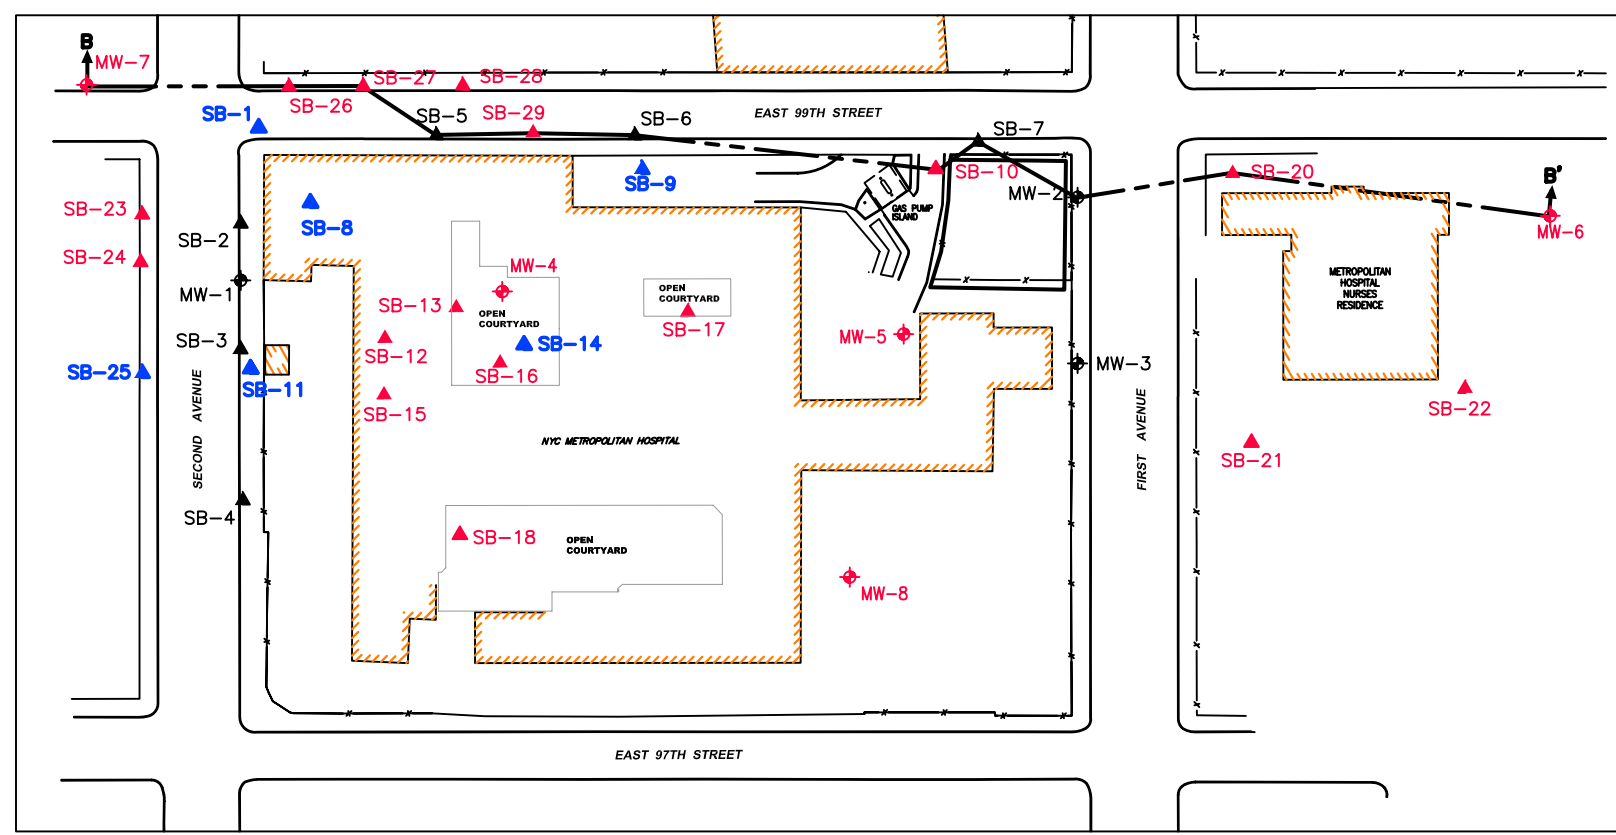 B
MW-7
SB-26
SB-27
SB-28
SB-1
SB-5
SB-29
SB-6
EAST 99TH STREET
SB-7
SB-9
SB-10
MW-2
SB-20
B'
MW-6
GAS PUMP
ISLAND
SB-23
SB-8
SB-2
SB-24
MW-4
MW-1
SB-13
OPEN
COURTYARD
OPEN
COURTYARD
SB-17
METROPOLITAN
HOSPITAL
NURSES
RESIDENCE
SB-3
SB-12
SB-14
MW-5
SB-25
SB-11
SB-16
MW-3
SB-15
SB-22
SECOND AVENUE
NYC METROPOLITAN HOSPITAL
FIRST AVENUE
SB-21
SB-4
SB-18
OPEN
COURTYARD
MW-8
EAST 97TH STREET